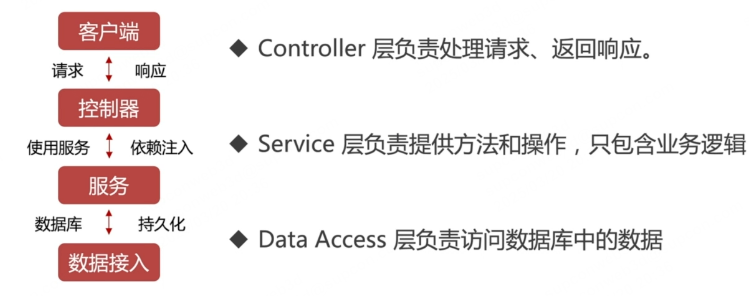 客户端
请求 响应
控制器
使用服务 依赖注入
服务
数据库 持久化
数据接入
◆ Controller 层负责处理请求、返回响应。
◆ Service 层负责提供方法和操作，只包含业务逻辑
◆ Data Access 层负责访问数据库中的数据